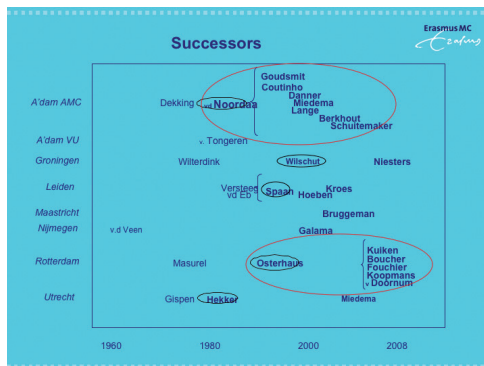 Erasmus MC
Erasmus
Successors
A'dam AMC
Dekking
vd Noordaa
Goudsmit
Coutinho
Danner
Miedema
Lange
Berkhout
Schuitemaker
A'dam VU
v. Tongeren
Groningen
Wilterdink
Wilschut
Niesters
Leiden
Versteeg
vd Eb
Spaan
Hoeben
Kroes
Maastricht
Bruggeman
Nijmegen
v.d Veen
Galama
Rotterdam
Masurel
Osterhaus
Kuiken
Boucher
Fouchier
Koopmans
v Doornum
Utrecht
Gispen
Hekker
Miedema
1960 1980 2000 2008